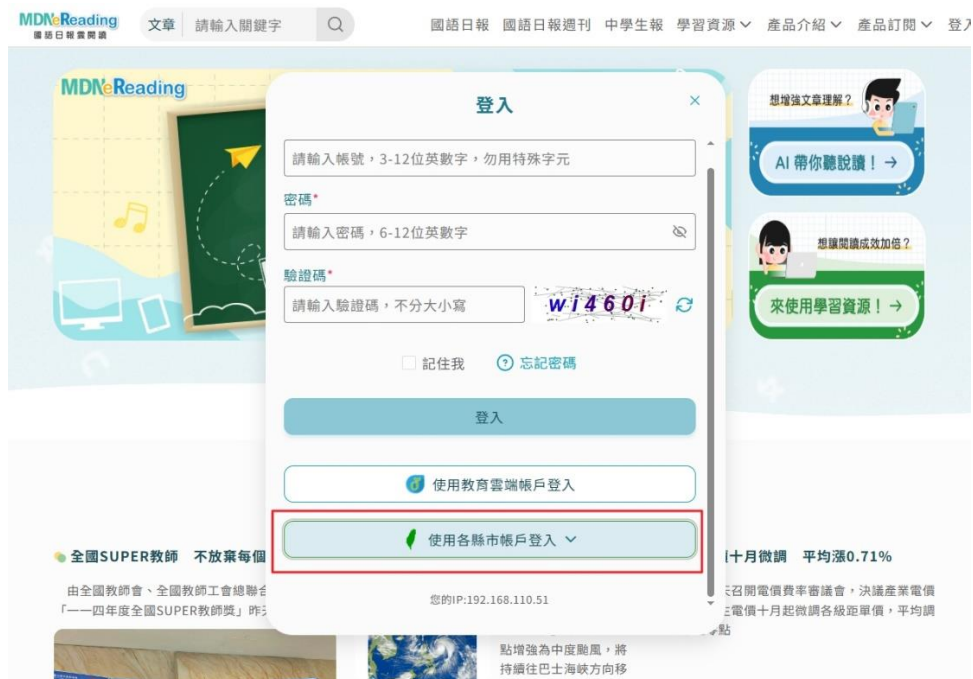 MDNeReading
國語日報雲閱讀
文章 請輸入關鍵字
國語日報 國語日報週刊 中學生報 學習資源 產品介紹 產品訂閱 登入
MDNeReading
想增強文章理解?
AI 帶你聽說讀!→
想讓閱讀成效加倍?
來使用學習資源!→
登入
請輸入帳號,3-12位英數字,勿用特殊字元
密碼*
請輸入密碼,6-12位英數字
驗證碼*
請輸入驗證碼,不分大小寫
wi460i
記住我
忘記密碼
登入
使用教育雲端帳戶登入
使用各縣市帳戶登入
您的IP:192.168.110.51
全國SUPER教師 不放棄每個
由全國教師會、全國教師工會總聯合
「一一四年度全國SUPER教師獎」昨天
十月微調 平均漲0.71%
召開電價費率審議會,決議產業電價
電價十月起微調各級距單價,平均調
點增強為中度颱風,將
持續往巴士海峽方向移